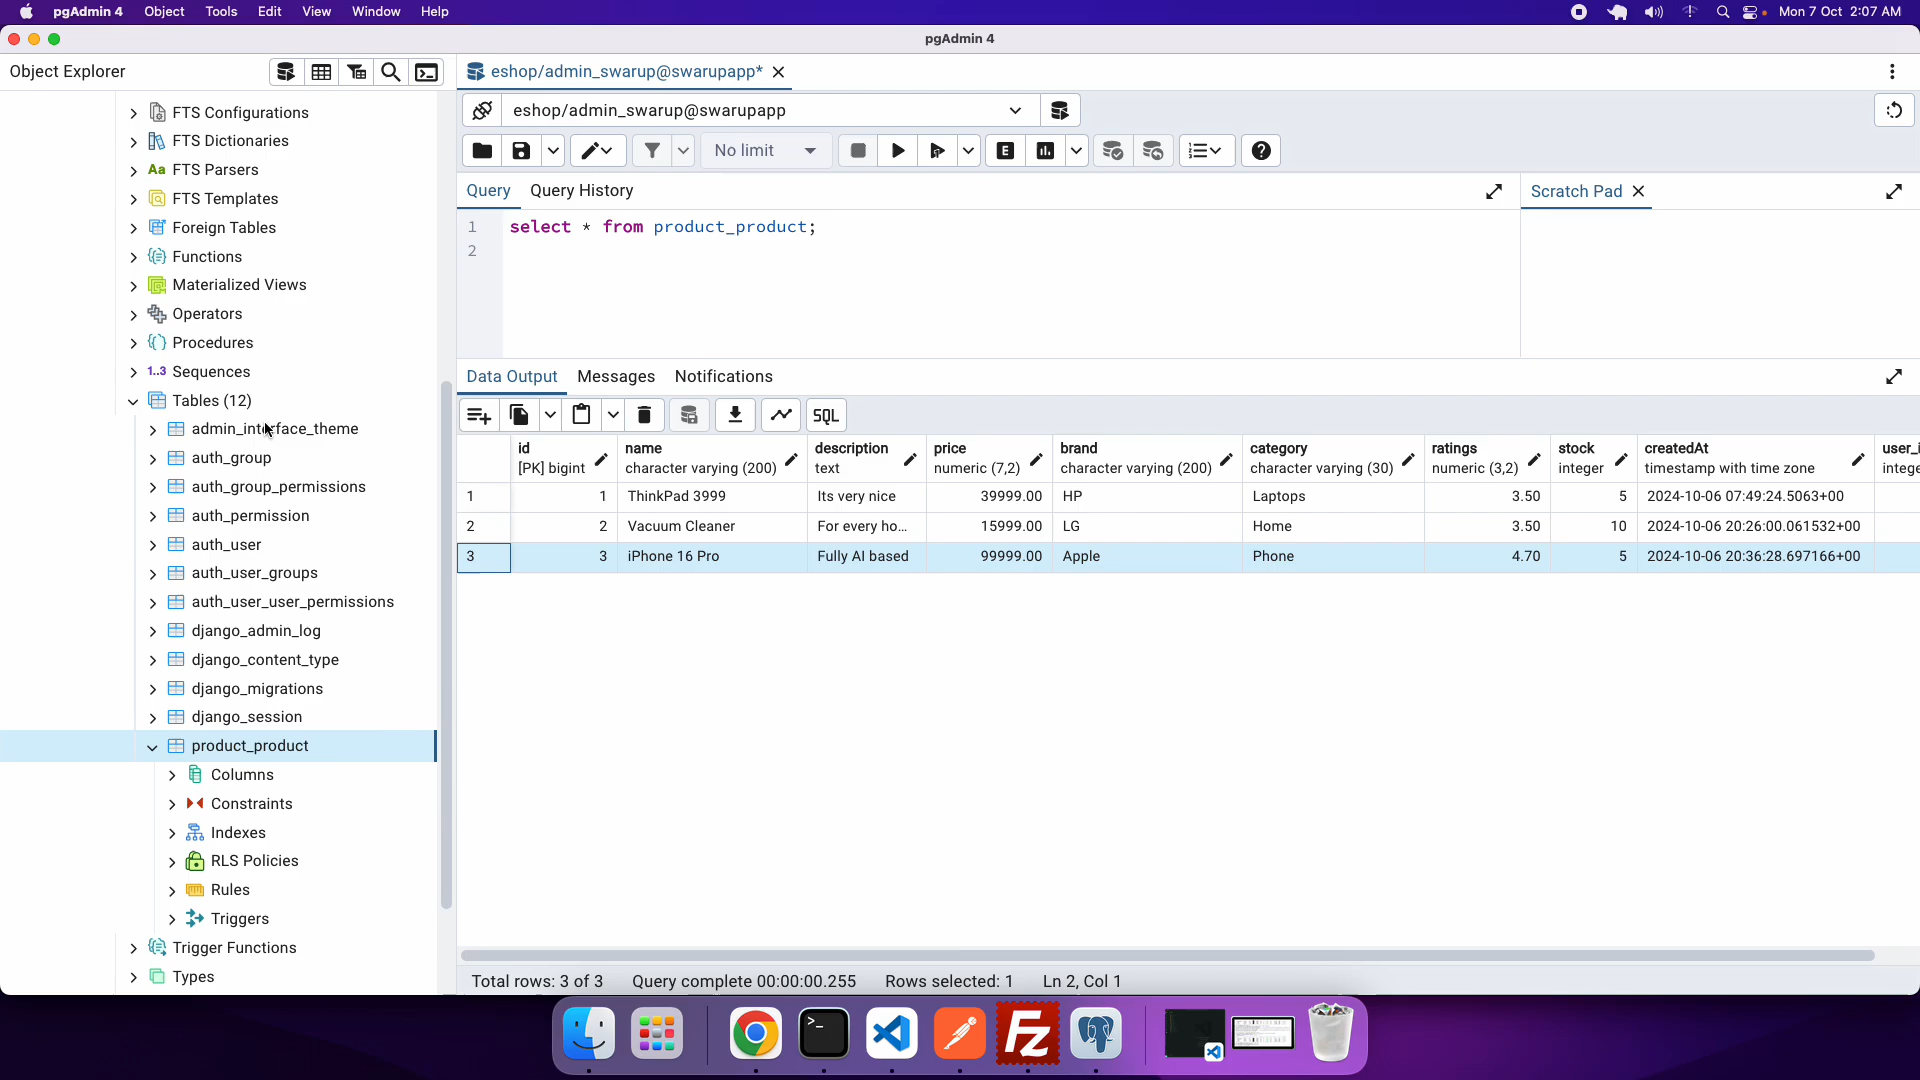 pgAdmin 4 Object Tools Edit View Window Help
Mon 7 Oct 2:07 AM
pgAdmin 4
Object Explorer
FTS Configurations
FTS Dictionaries
Aa FTS Parsers
FTS Templates
Foreign Tables
Functions
Materialized Views
Operators
Procedures
1..3 Sequences
Tables (12)
admin_interface_theme
auth_group
auth_group_permissions
auth_permission
auth_user
auth_user_groups
auth_user_user_permissions
django_admin_log
django_content_type
django_migrations
django_session
product_product
Columns
Constraints
Indexes
RLS Policies
Rules
Triggers
Trigger Functions
Types
eshop/admin_swarup@swarupapp*
eshop/admin_swarup@swarupapp
No limit
E
Query Query History
Scratch Pad
1 select * from product_product;
2
Data Output Messages Notifications
SQL
id name description price brand category ratings stock createdAt user_i
[PK] bigint character varying (200) text numeric (7,2) character varying (200) character varying (30) numeric (3,2) integer timestamp with time zone intege
1 1 ThinkPad 3999 Its very nice 39999.00 HP Laptops 3.50 5 2024-10-06 07:49:24.5063+00
2 2 Vacuum Cleaner For every ho... 15999.00 LG Home 3.50 10 2024-10-06 20:26:00.061532+00
3 3 iPhone 16 Pro Fully AI based 99999.00 Apple Phone 4.70 5 2024-10-06 20:36:28.697166+00
Total rows: 3 of 3 Query complete 00:00:00.255 Rows selected: 1 Ln 2, Col 1
Fz